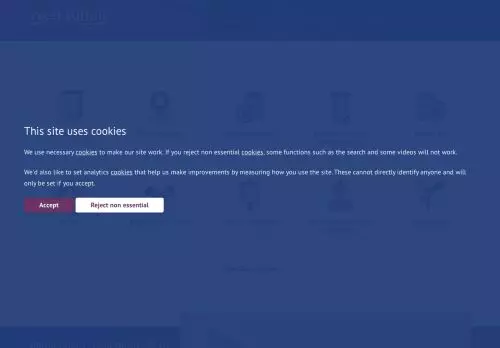 This site uses cookies
We use necessary cookies to make our site work. If you reject non essential cookies, some functions such as the search and some videos will not work.
We'd also like to set analytics cookies that help us make improvements by measuring how you use the site. These cannot directly identify anyone and will
only be set if you accept.
Accept
Reject non essential